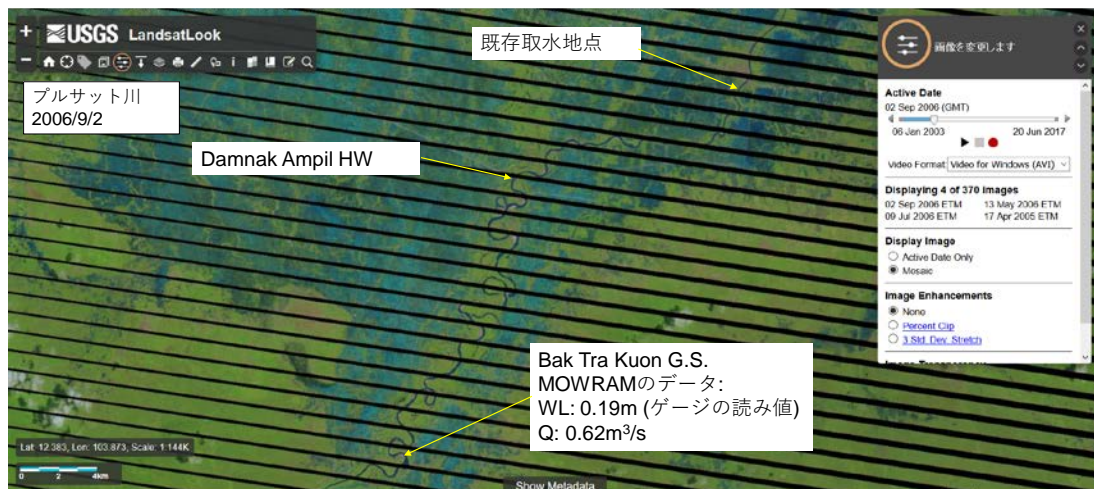 +
USGS LandsatLook
−
プルサット川
2006/9/2
既存取水地点
Damnak Ampil HW
Bak Tra Kuon G.S.
MOWRAMのデータ:
WL: 0.19m (ゲージの読み値)
Q: 0.62m³/s
Lat: 12.383, Lon: 103.873, Scale: 1:144K
0 2 4km
Show Metadata
画像を変更します
Active Date
02 Sep 2006 (GMT)
06 Jan 2003 20 Jun 2017
Video Format: Video for Windows (AVI)
Displaying 4 of 370 Images
02 Sep 2006 ETM 13 May 2006 ETM
09 Jul 2006 ETM 17 Apr 2005 ETM
Display Image
Active Date Only
Mosaic
Image Enhancements
None
Percent Clip
3 Std. Dev. Stretch